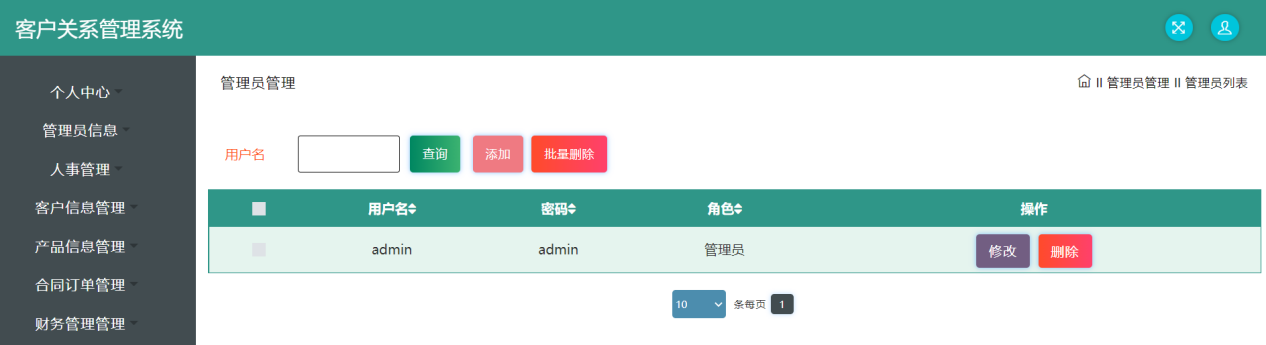 客户关系管理系统
个人中心
管理员信息
人事管理
客户信息管理
产品信息管理
合同订单管理
财务管理管理
管理员管理
II 管理员管理 II 管理员列表
用户名 查询 添加 批量删除
用户名 密码 角色 操作
admin admin 管理员 修改 删除
10 条每页 1